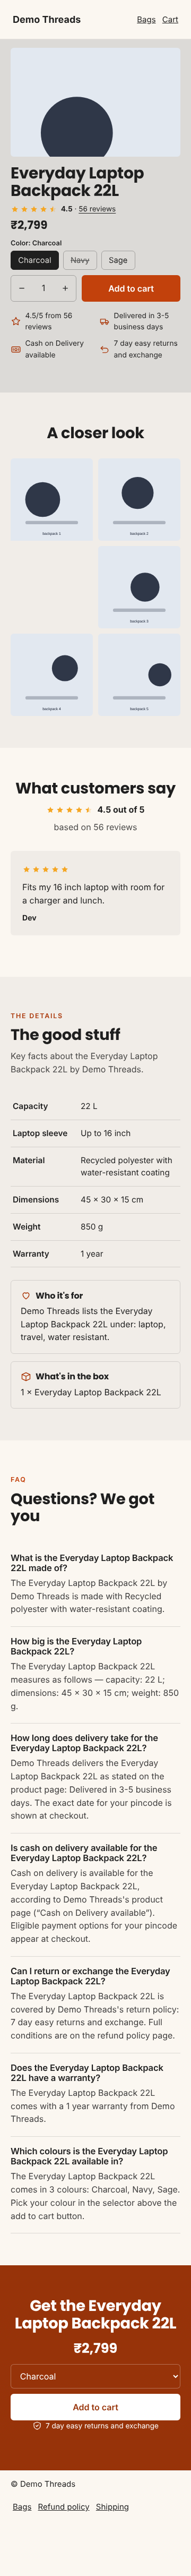 Demo Threads
Bags Cart
Everyday Laptop
Backpack 22L
4.5 · 56 reviews
₹2,799
Color: Charcoal
Charcoal Navy Sage
− 1 + Add to cart
4.5/5 from 56
reviews
Delivered in 3-5
business days
Cash on Delivery
available
7 day easy returns
and exchange
A closer look
backpack 1
backpack 2
backpack 3
backpack 4
backpack 5
What customers say
4.5 out of 5
based on 56 reviews
Fits my 16 inch laptop with room for
a charger and lunch.
Dev
THE DETAILS
The good stuff
Key facts about the Everyday Laptop
Backpack 22L by Demo Threads.
Capacity 22 L
Laptop sleeve Up to 16 inch
Material Recycled polyester with
water-resistant coating
Dimensions 45 × 30 × 15 cm
Weight 850 g
Warranty 1 year
Who it's for
Demo Threads lists the Everyday
Laptop Backpack 22L under: laptop,
travel, water resistant.
What's in the box
1 × Everyday Laptop Backpack 22L
FAQ
Questions? We got
you
What is the Everyday Laptop Backpack
22L made of?
The Everyday Laptop Backpack 22L by
Demo Threads is made with Recycled
polyester with water-resistant coating.
How big is the Everyday Laptop
Backpack 22L?
The Everyday Laptop Backpack 22L
measures as follows — capacity: 22 L;
dimensions: 45 × 30 × 15 cm; weight: 850
g.
How long does delivery take for the
Everyday Laptop Backpack 22L?
Demo Threads delivers the Everyday
Laptop Backpack 22L as stated on the
product page: Delivered in 3-5 business
days. The exact date for your pincode is
shown at checkout.
Is cash on delivery available for the
Everyday Laptop Backpack 22L?
Cash on delivery is available for the
Everyday Laptop Backpack 22L,
according to Demo Threads's product
page (“Cash on Delivery available”).
Eligible payment options for your pincode
appear at checkout.
Can I return or exchange the Everyday
Laptop Backpack 22L?
The Everyday Laptop Backpack 22L is
covered by Demo Threads's return policy:
7 day easy returns and exchange. Full
conditions are on the refund policy page.
Does the Everyday Laptop Backpack
22L have a warranty?
The Everyday Laptop Backpack 22L
comes with a 1 year warranty from Demo
Threads.
Which colours is the Everyday Laptop
Backpack 22L available in?
The Everyday Laptop Backpack 22L
comes in 3 colours: Charcoal, Navy, Sage.
Pick your colour in the selector above the
add to cart button.
Get the Everyday
Laptop Backpack 22L
₹2,799
Charcoal
Add to cart
7 day easy returns and exchange
© Demo Threads
Bags Refund policy Shipping